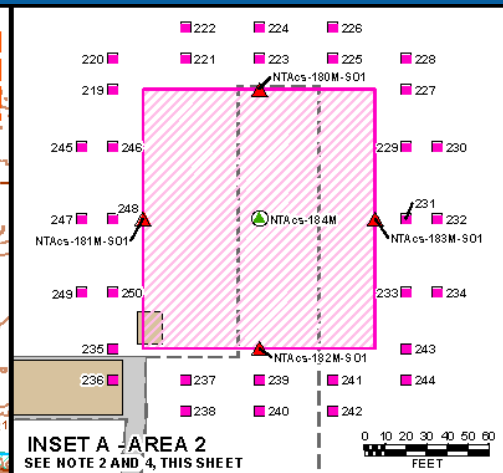 222 224 226
220 221 223 225 228
NTAcs-180M-SO1
219 227
245 246 229 230
248 231
247 NTAcs-184M 232
NTAcs-181M-SO1 NTAcs-183M-SO1
249 250 233 234
235 243
NTAcs-182M-SO1
236 237 239 241 244
238 240 242
INSET A - AREA 2
SEE NOTE 2 AND 4, THIS SHEET
0 10 20 30 40 50 60
FEET